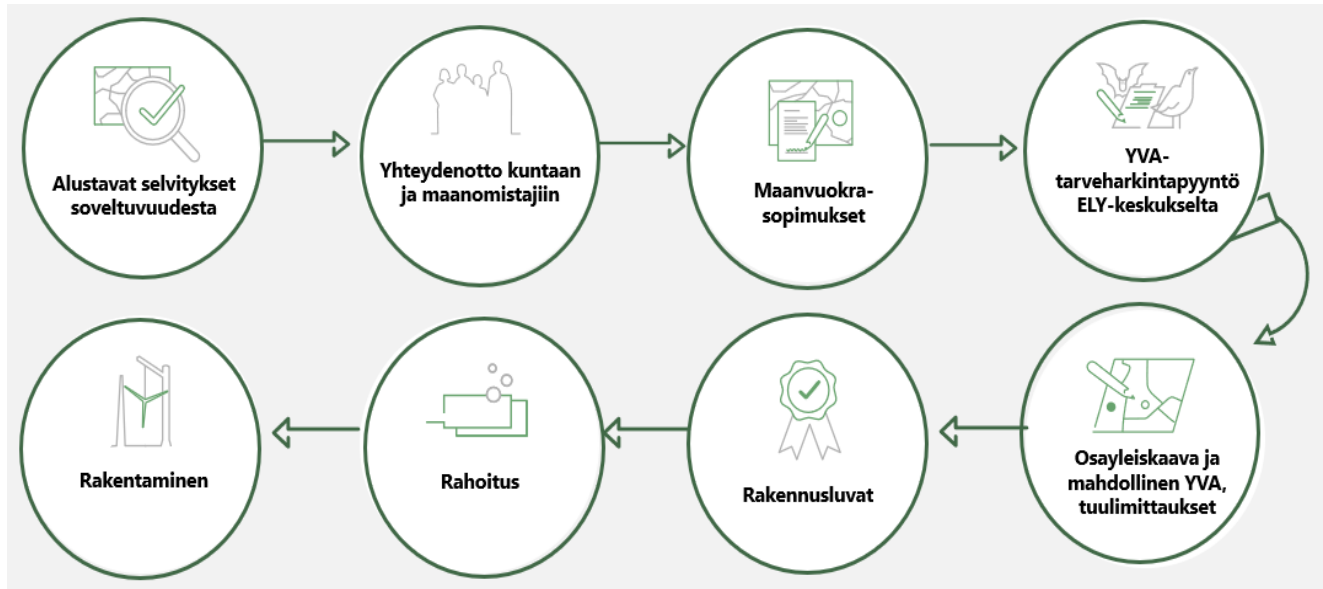 Alustavat selvitykset
soveltuvuudesta
Yhteydenotto kuntaan
ja maanomistajiin
Maanvuokra-
sopimukset
YVA-
tarveharkintapyyntö
ELY-keskukselta
Osayleiskaava ja
mahdollinen YVA,
tuulimittaukset
Rakennusluvat
Rahoitus
Rakentaminen